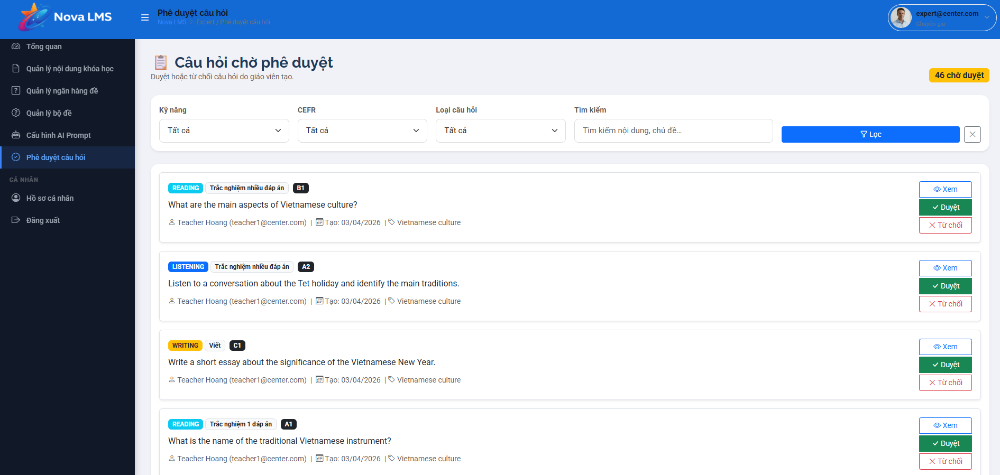 Nova LMS
Phê duyệt câu hỏi
Nova LMS > Expert / Phê duyệt câu hỏi
expert@center.com
Chuyên gia
Tổng quan
Quản lý nội dung khóa học
Quản lý ngân hàng đề
Quản lý bộ đề
Cấu hình AI Prompt
Phê duyệt câu hỏi
CÁ NHÂN
Hồ sơ cá nhân
Đăng xuất
Câu hỏi chờ phê duyệt
Duyệt hoặc từ chối câu hỏi do giáo viên tạo.
46 chờ duyệt
Kỹ năng CEFR Loại câu hỏi Tìm kiếm
Tất cả Tất cả Tất cả Tìm kiếm nội dung, chủ đề... Lọc
READING Trắc nghiệm nhiều đáp án B1
What are the main aspects of Vietnamese culture?
Teacher Hoang (teacher1@center.com) | Tạo: 03/04/2026 | Vietnamese culture
Xem
Duyệt
Từ chối
LISTENING Trắc nghiệm nhiều đáp án A2
Listen to a conversation about the Tet holiday and identify the main traditions.
Teacher Hoang (teacher1@center.com) | Tạo: 03/04/2026 | Vietnamese culture
Xem
Duyệt
Từ chối
WRITING Viết C1
Write a short essay about the significance of the Vietnamese New Year.
Teacher Hoang (teacher1@center.com) | Tạo: 03/04/2026 | Vietnamese culture
Xem
Duyệt
Từ chối
READING Trắc nghiệm 1 đáp án A1
What is the name of the traditional Vietnamese instrument?
Teacher Hoang (teacher1@center.com) | Tạo: 03/04/2026 | Vietnamese culture
Xem
Duyệt
Từ chối